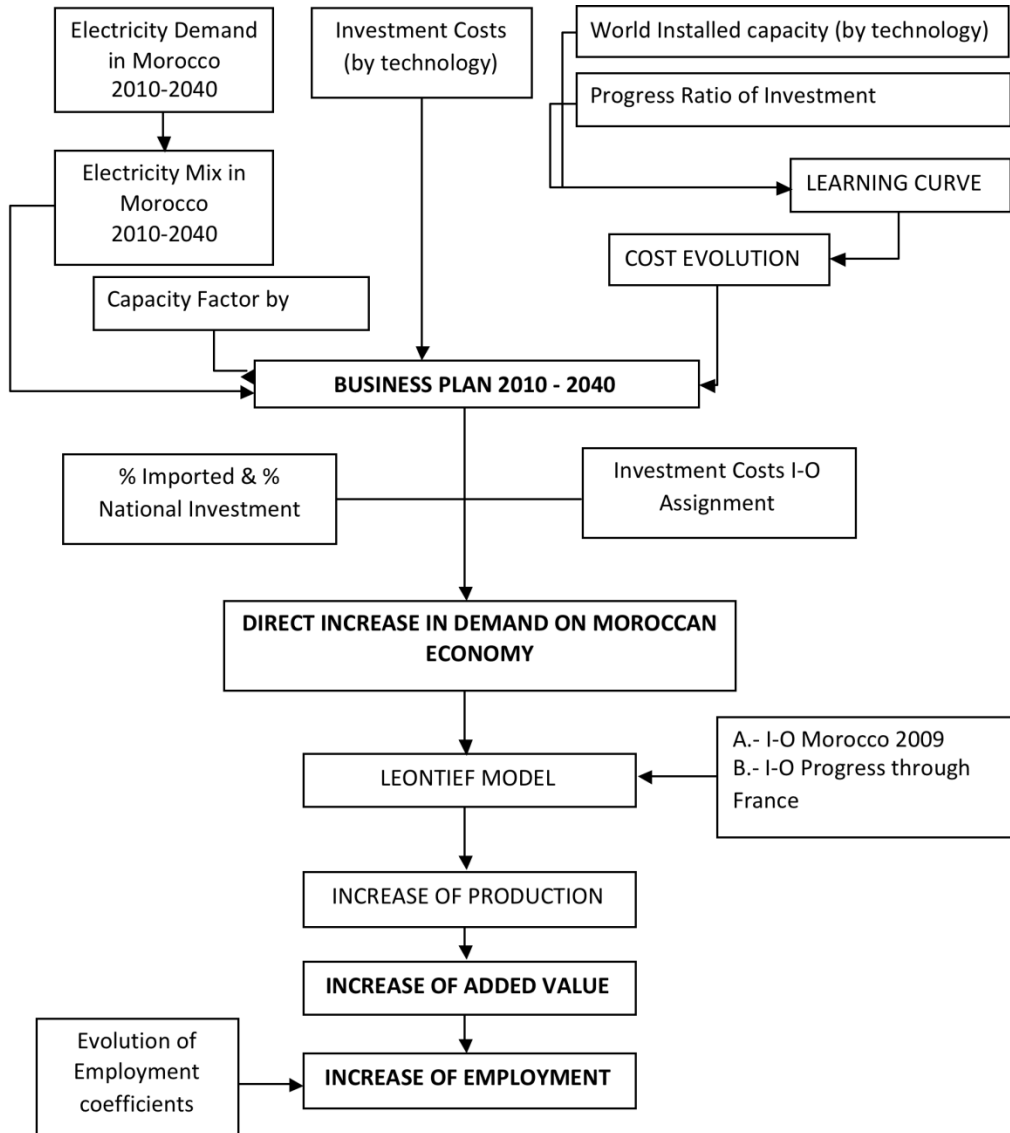 Electricity Demand
in Morocco
2010-2040
Investment Costs
(by technology)
World Installed capacity (by technology)
Progress Ratio of Investment
Electricity Mix in
Morocco
2010-2040
LEARNING CURVE
COST EVOLUTION
Capacity Factor by
BUSINESS PLAN 2010 - 2040
% Imported & %
National Investment
Investment Costs I-O
Assignment
DIRECT INCREASE IN DEMAND ON MOROCCAN
ECONOMY
LEONTIEF MODEL
A.- I-O Morocco 2009
B.- I-O Progress through
France
INCREASE OF PRODUCTION
INCREASE OF ADDED VALUE
Evolution of
Employment
coefficients
INCREASE OF EMPLOYMENT